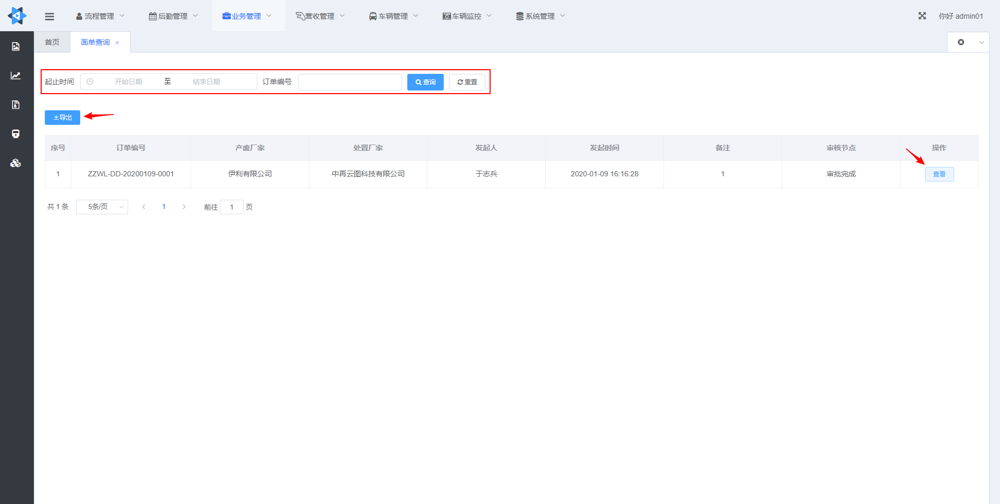 流程管理 后勤管理 业务管理 营收管理 车辆管理 车辆监控 系统管理 你好 admin01
首页 面单查询
起止时间 开始日期 至 结束日期 订单编号 查询 重置
导出
序号 订单编号 产废厂家 处置厂家 发起人 发起时间 备注 审核节点 操作
1 ZZWL-DD-20200109-0001 伊利有限公司 中再云图科技有限公司 于志兵 2020-01-09 16:16:28 1 审批完成 查看
共 1 条 5条/页 1 前往 1 页